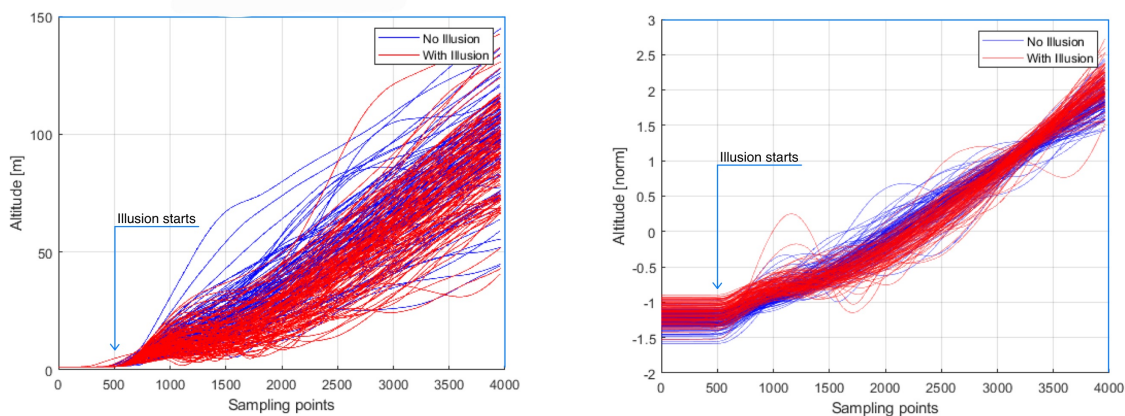 150
100
50
0
Altitude [m]
0 500 1000 1500 2000 2500 3000 3500 4000
Sampling points
No Illusion
With Illusion
Illusion starts
3
2.5
2
1.5
1
0.5
0
-0.5
-1
-1.5
-2
Altitude [norm]
0 500 1000 1500 2000 2500 3000 3500 4000
Sampling points
No Illusion
With Illusion
Illusion starts